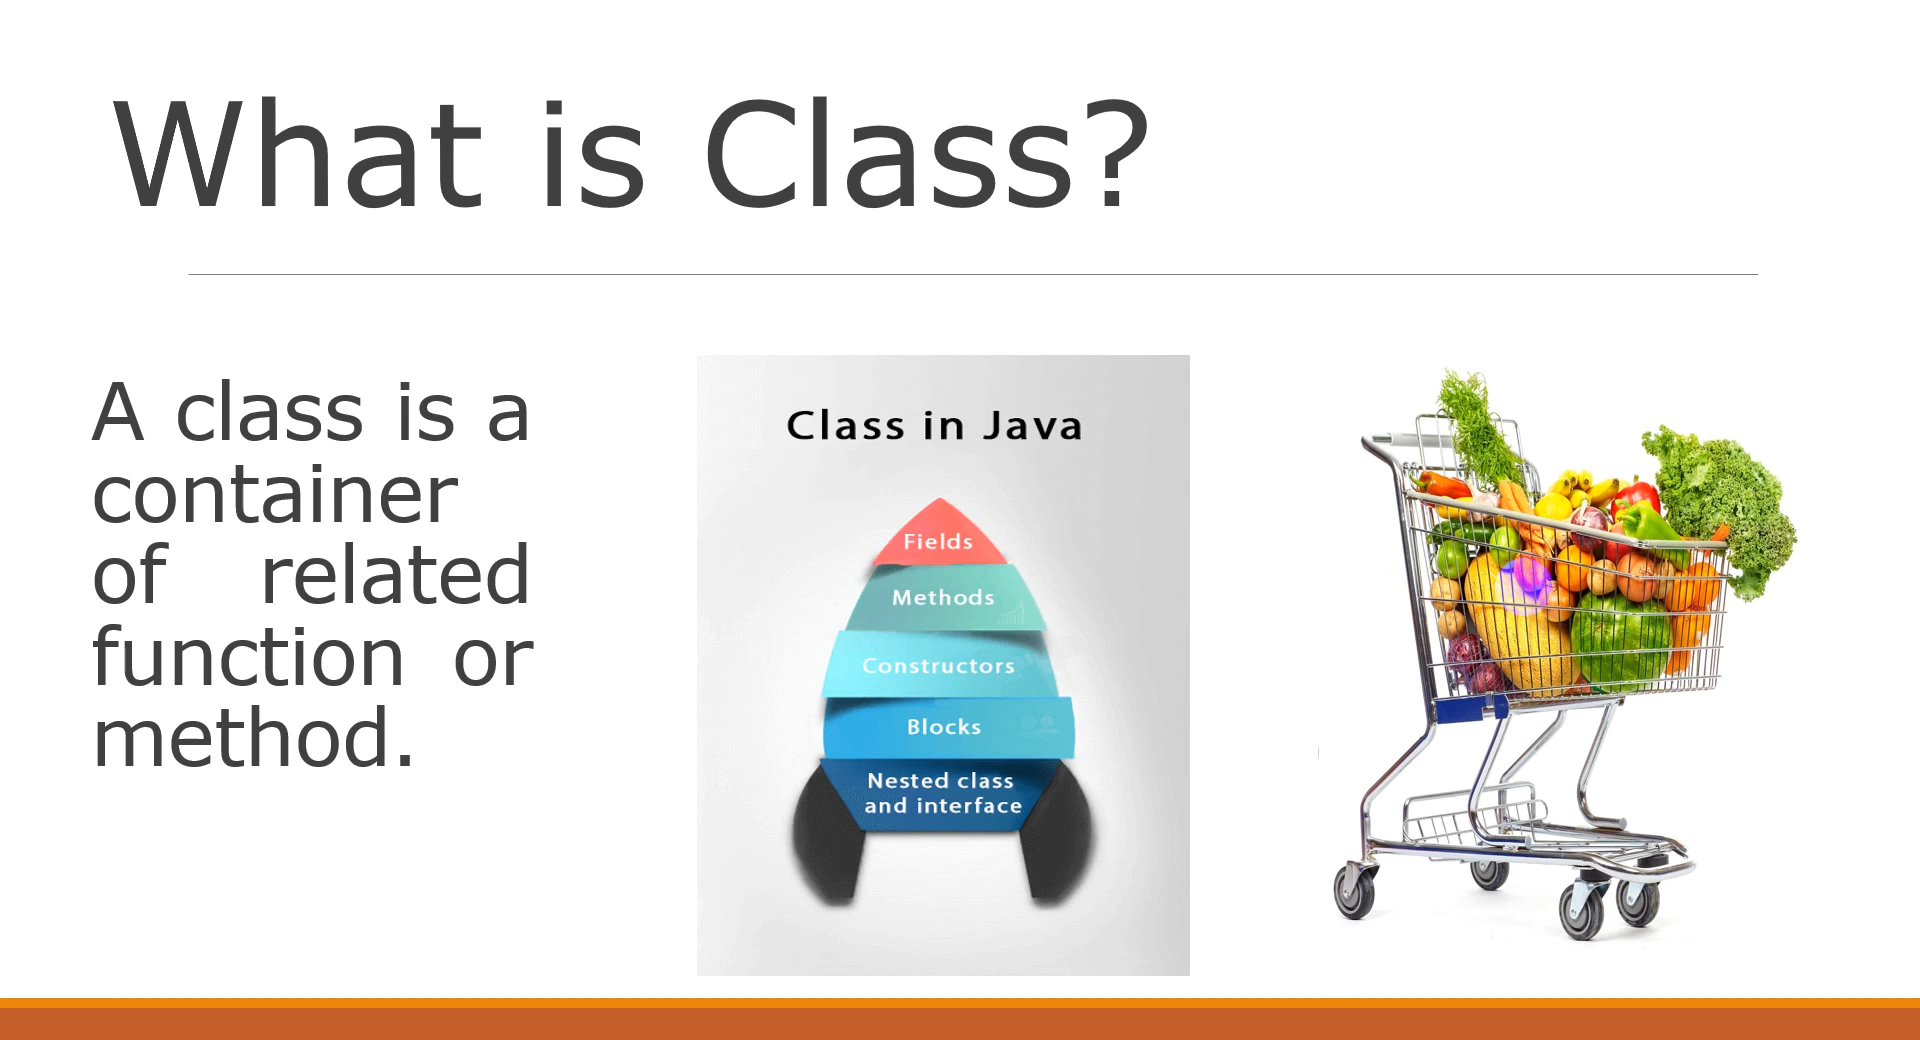 What is Class?
A class is a
container
of related
function or
method.
Class in Java
Fields
Methods
Constructors
Blocks
Nested class
and interface